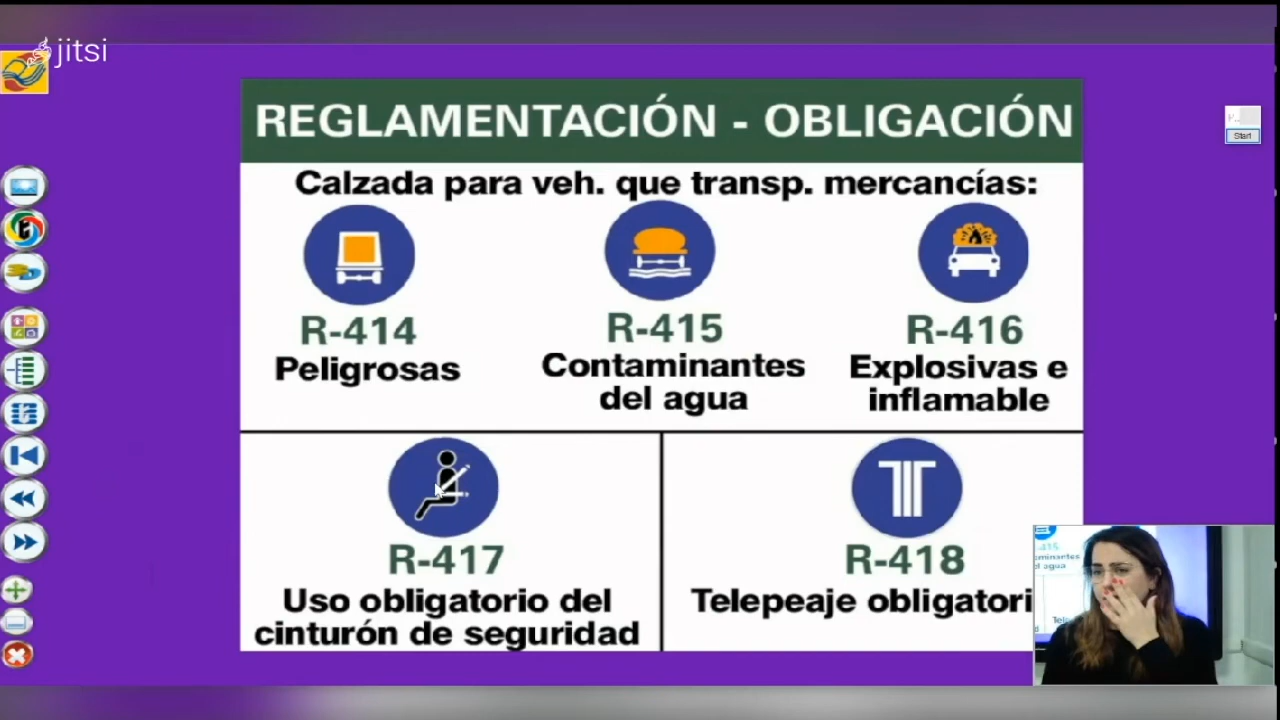 jitsi
REGLAMENTACIÓN - OBLIGACIÓN
Calzada para veh. que transp. mercancías:
R-414
Peligrosas
R-415
Contaminantes
del agua
R-416
Explosivas e
inflamable
R-417
Uso obligatorio del
cinturón de seguridad
R-418
Telepeaje obligatori
Start